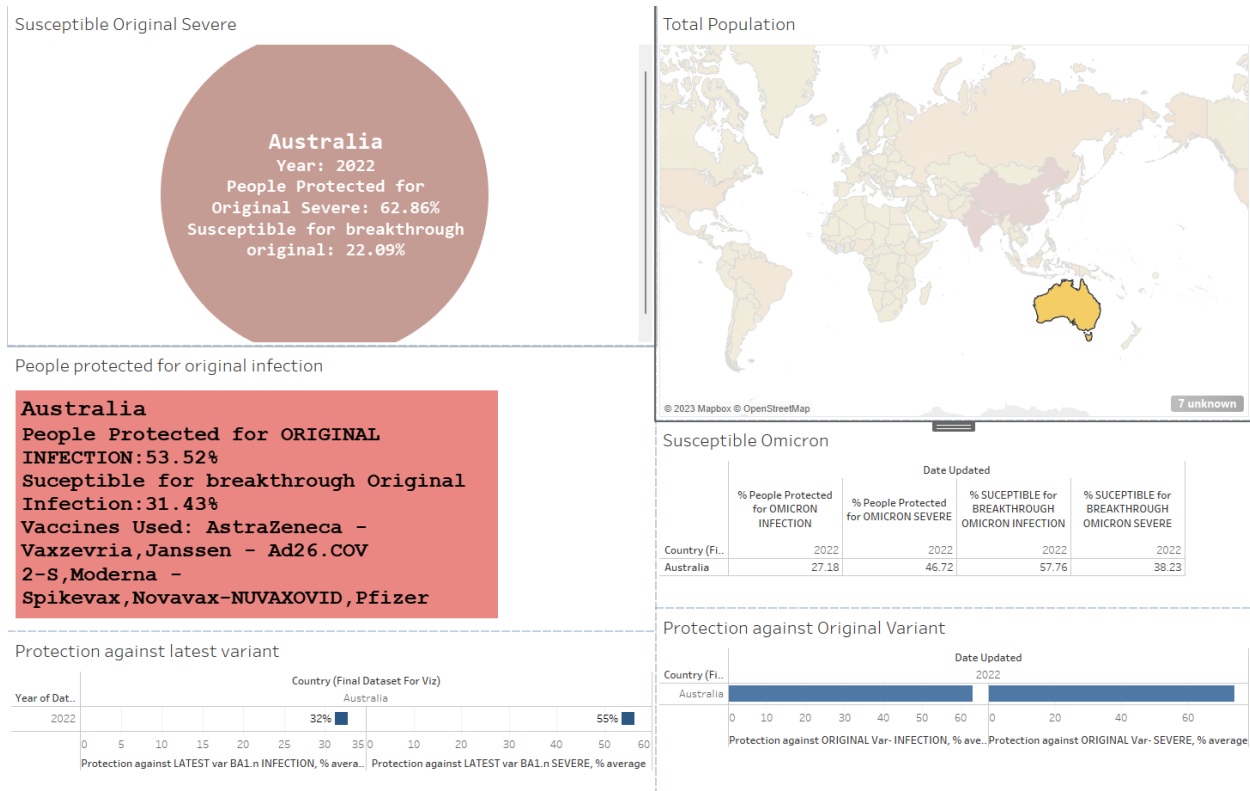 Susceptible Original Severe
Australia
Year: 2022
People Protected for
Original Severe: 62.86%
Susceptible for breakthrough
original: 22.09%
Total Population
© 2023 Mapbox © OpenStreetMap
7 unknown
People protected for original infection
Australia
People Protected for ORIGINAL
INFECTION:53.52%
Suceptible for breakthrough Original
Infection:31.43%
Vaccines Used: AstraZeneca -
Vaxzevria,Janssen - Ad26.COV
2-S,Moderna -
Spikevax,Novavax-NUVAXOVID,Pfizer
Susceptible Omicron
Date Updated
% People Protected
for OMICRON
INFECTION
% People Protected
for OMICRON SEVERE
% SUCEPTIBLE for
BREAKTHROUGH
OMICRON INFECTION
% SUCEPTIBLE for
BREAKTHROUGH
OMICRON SEVERE
Country (Fi.. 2022 2022 2022 2022
Australia 27.18 46.72 57.76 38.23
Protection against latest variant
Country (Final Dataset For Viz)
Year of Dat.. Australia
2022 32% 55%
0 5 10 15 20 25 30 35 0 10 20 30 40 50 60
Protection against LATEST var BA1.n INFECTION, % avera.. Protection against LATEST var BA1.n SEVERE, % average
Protection against Original Variant
Date Updated
Country (Fi.. 2022
Australia
0 10 20 30 40 50 60 0 20 40 60
Protection against ORIGINAL Var- INFECTION, % ave.. Protection against ORIGINAL Var- SEVERE, % average